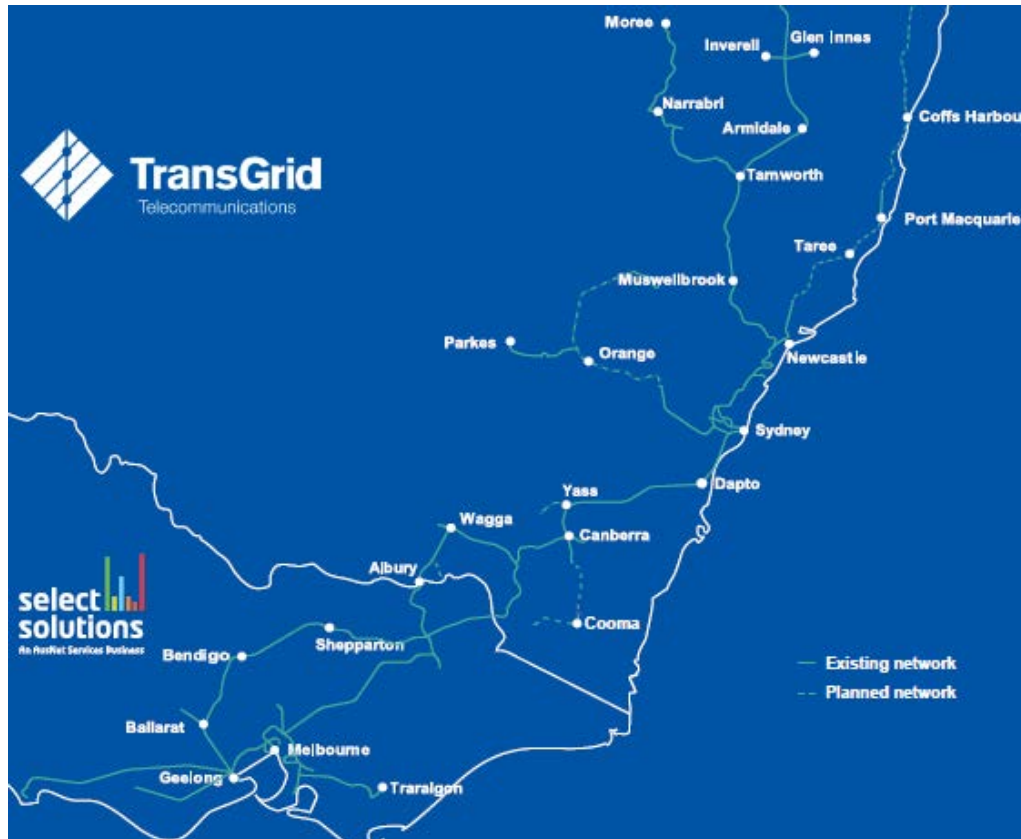 Moree
Inverell
Glen Innes
Narrabri
Armidale
Coffs Harbou
TransGrid
Telecommunications
Tamworth
Port Macquarie
Taree
Muswellbrook
Parkes
Orange
Newcastle
Sydney
Dapto
Yass
Wagga
Canberra
Albury
select
solutions
An AusNet Services Business
Cooma
Shepparton
Bendigo
Existing network
Planned network
Ballarat
Melbourne
Geelong
Traralgon